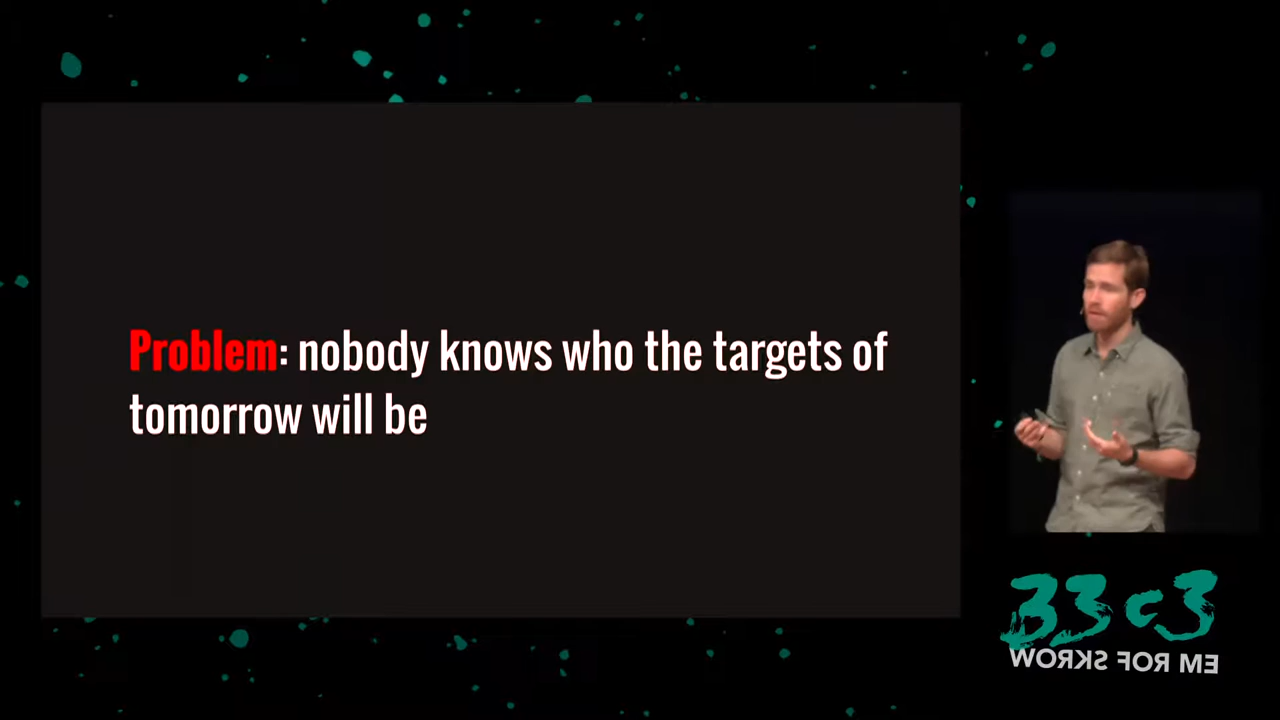 Problem: nobody knows who the targets of
tomorrow will be
33c3
WORKS FOR ME